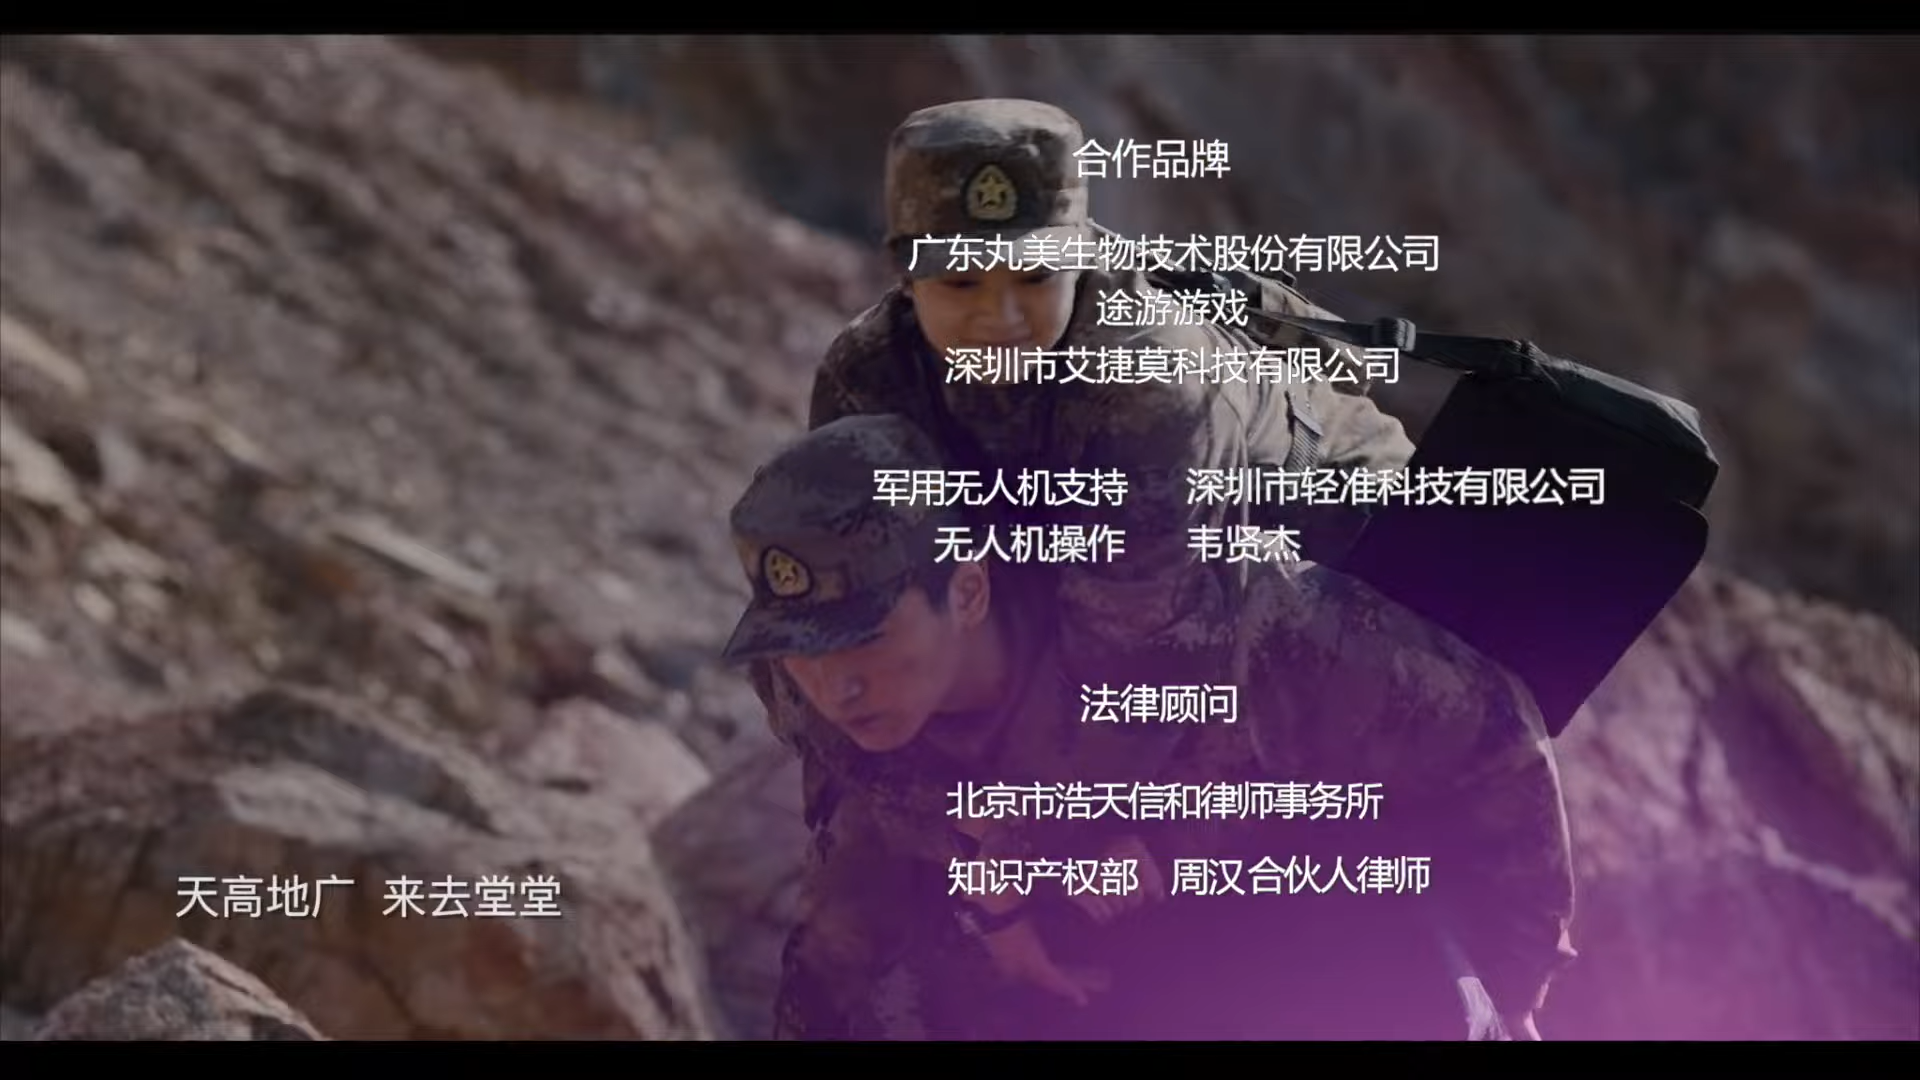 合作品牌
广东丸美生物技术股份有限公司
途游游戏
深圳市艾捷莫科技有限公司
军用无人机支持 深圳市轻准科技有限公司
无人机操作 韦贤杰
法律顾问
北京市浩天信和律师事务所
知识产权部 周汉合伙人律师
天高地广 来去堂堂